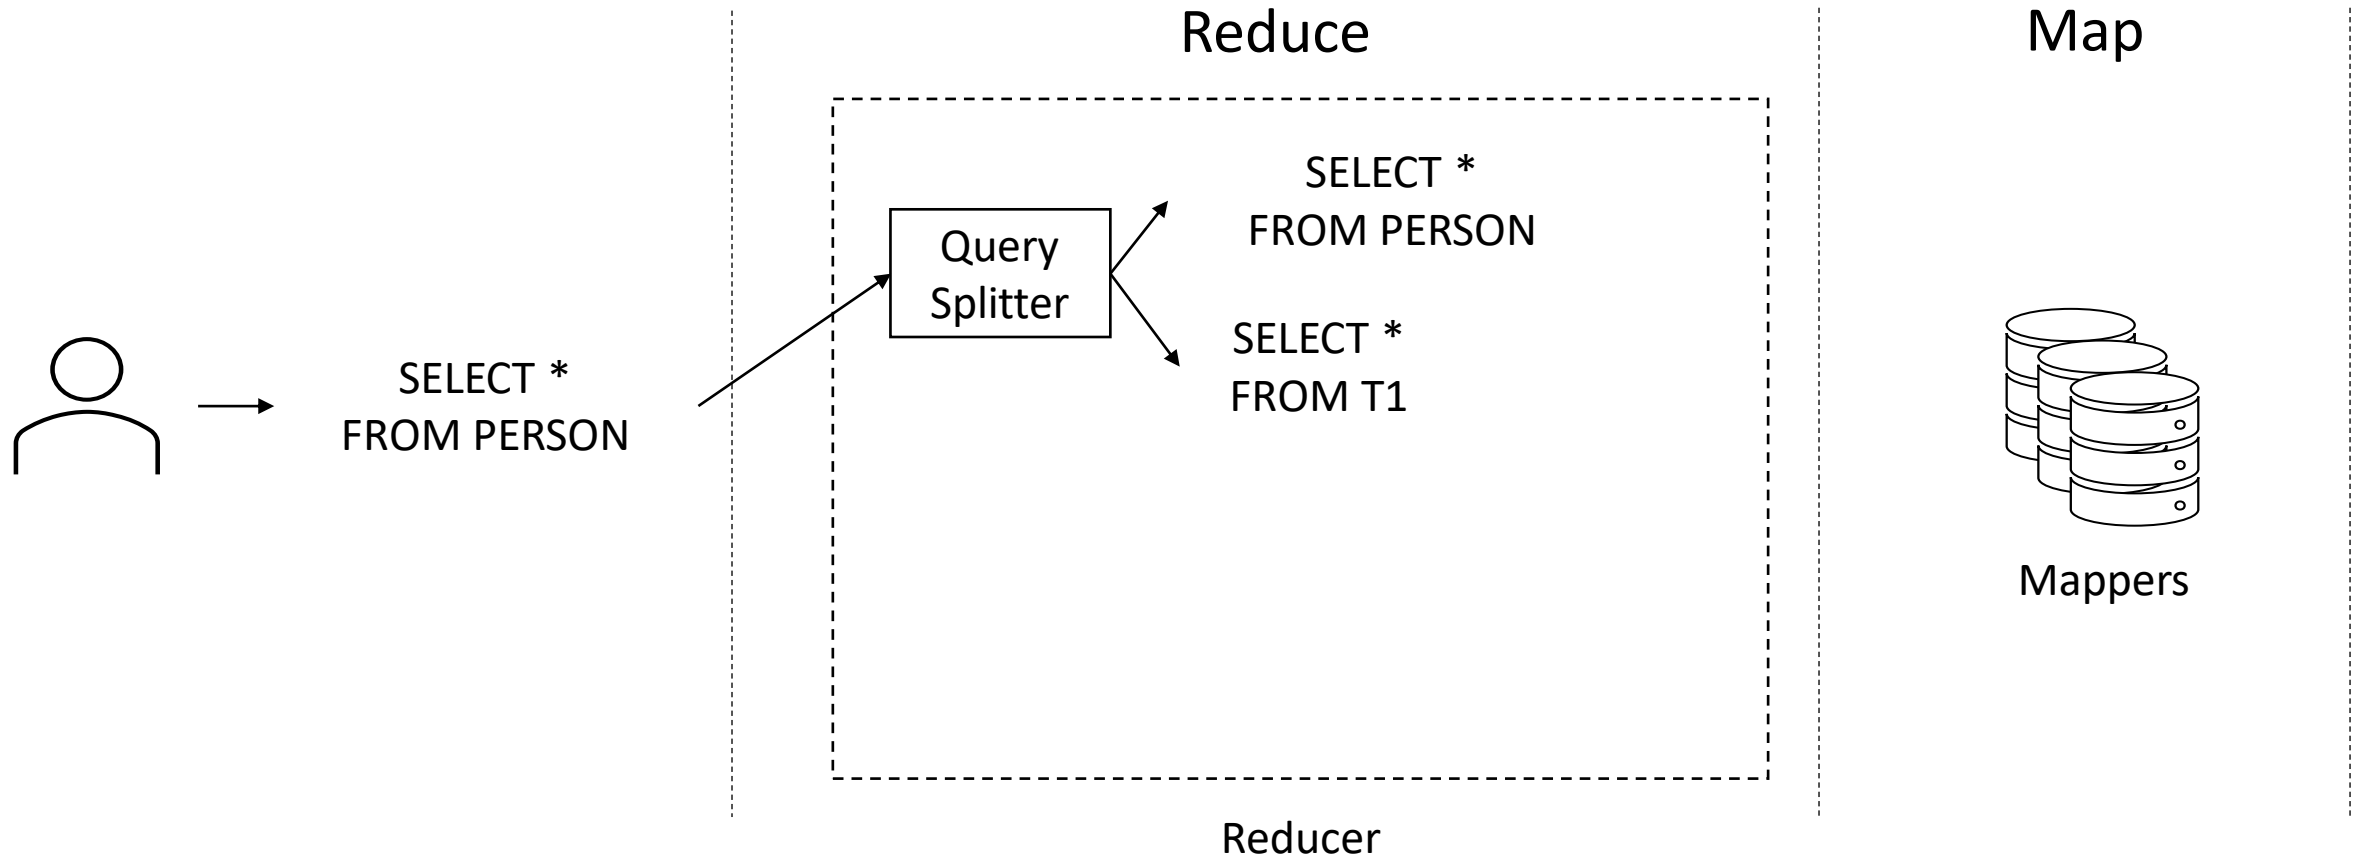 Reduce
Map
SELECT *
FROM PERSON
Query
Splitter
SELECT *
FROM PERSON
SELECT *
FROM T1
Mappers
Reducer